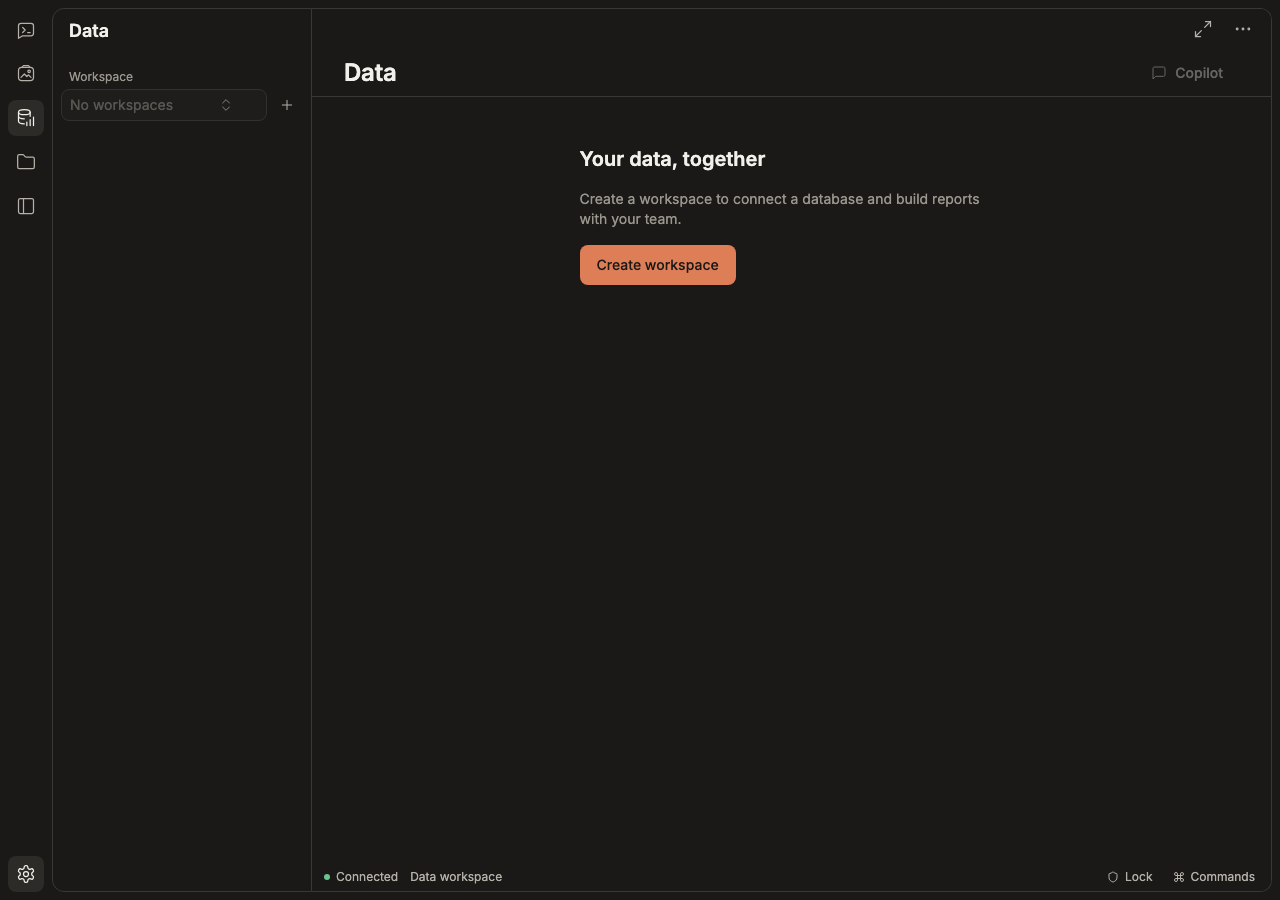 Data
Workspace
No workspaces
Data
Copilot
Your data, together
Create a workspace to connect a database and build reports
with your team.
Create workspace
Connected
Data workspace
Lock
Commands